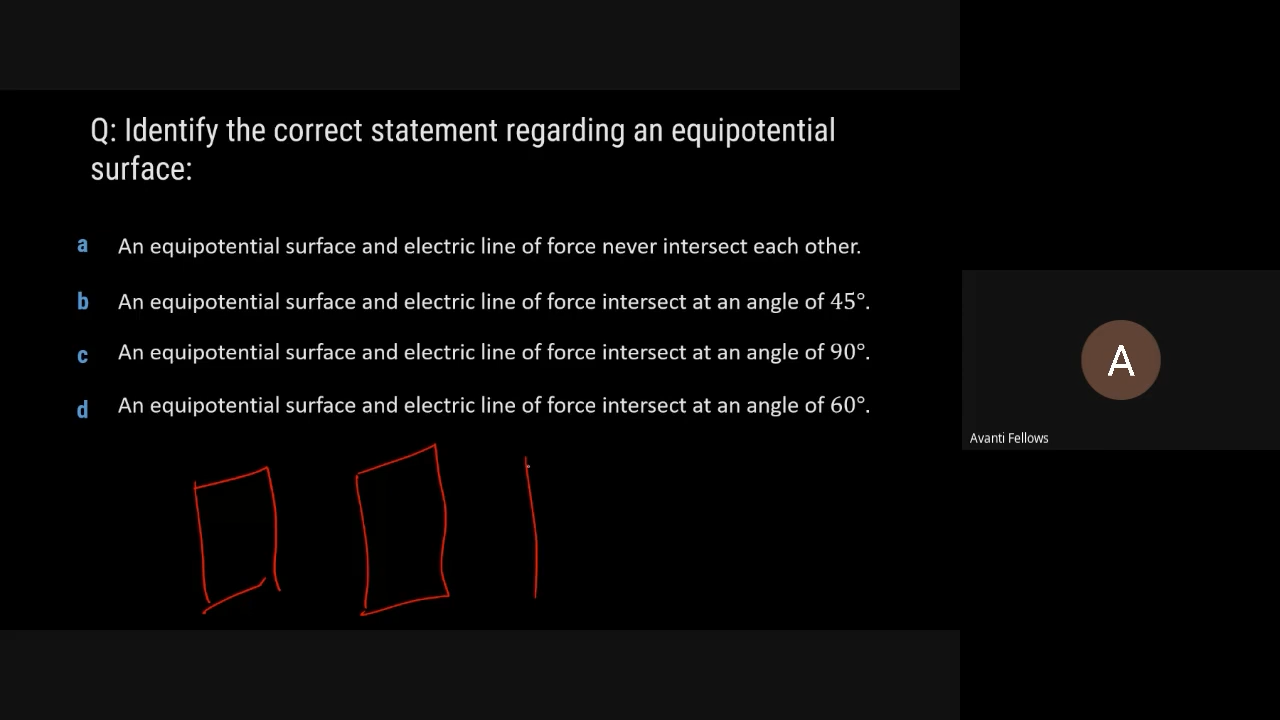 Q: Identify the correct statement regarding an equipotential
surface:
a An equipotential surface and electric line of force never intersect each other.
b An equipotential surface and electric line of force intersect at an angle of 45°.
c An equipotential surface and electric line of force intersect at an angle of 90°.
d An equipotential surface and electric line of force intersect at an angle of 60°.
A
Avanti Fellows